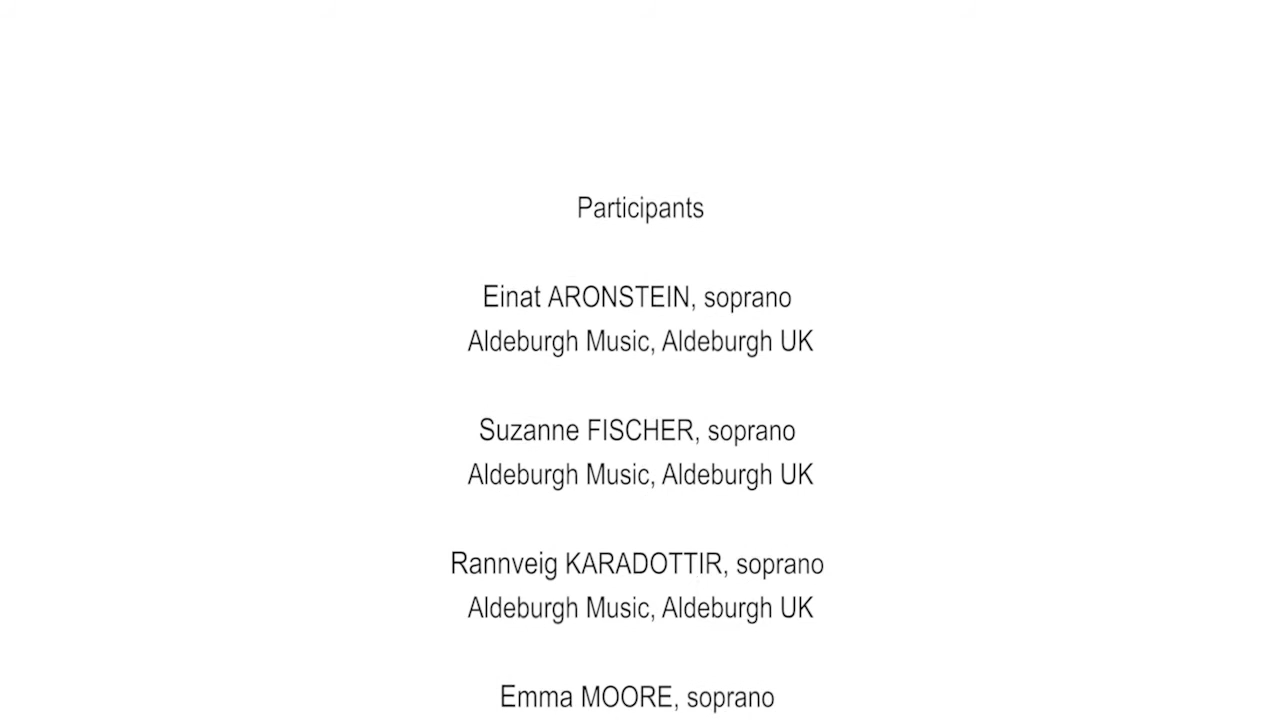 Participants
Einat ARONSTEIN, soprano
Aldeburgh Music, Aldeburgh UK
Suzanne FISCHER, soprano
Aldeburgh Music, Aldeburgh UK
Rannveig KARADOTTIR, soprano
Aldeburgh Music, Aldeburgh UK
Emma MOORE, soprano